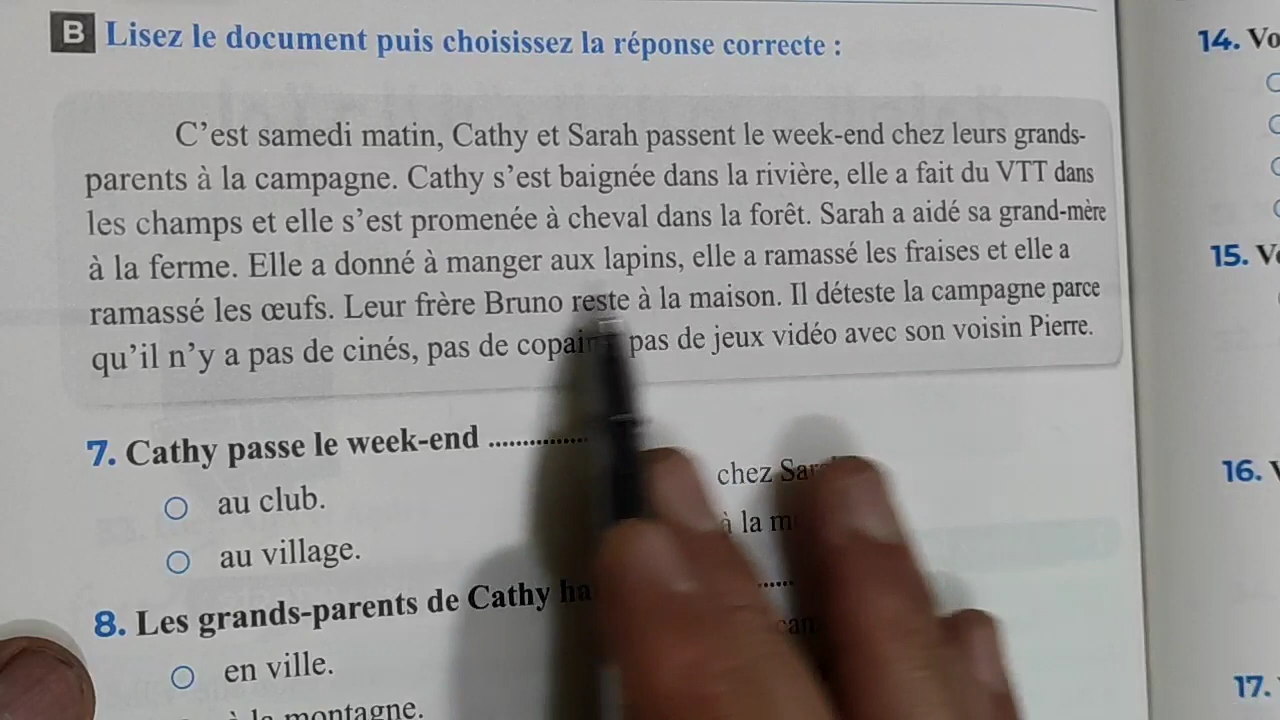 B Lisez le document puis choisissez la réponse correcte :
C'est samedi matin, Cathy et Sarah passent le week-end chez leurs grands-
parents à la campagne. Cathy s'est baignée dans la rivière, elle a fait du VTT dans
les champs et elle s'est promenée à cheval dans la forêt. Sarah a aidé sa grand-mère
à la ferme. Elle a donné à manger aux lapins, elle a ramassé les fraises et elle a
ramassé les œufs. Leur frère Bruno reste à la maison. Il déteste la campagne parce
qu'il n'y a pas de cinés, pas de pas de jeux vidéo avec son voisin Pierre.
7. Cathy passe le week-end ...............
au club.
chez
au village.
à la
8. Les grands-parents de Cathy ......
en ville.
à la montagne.
14.
15.
16.
17.